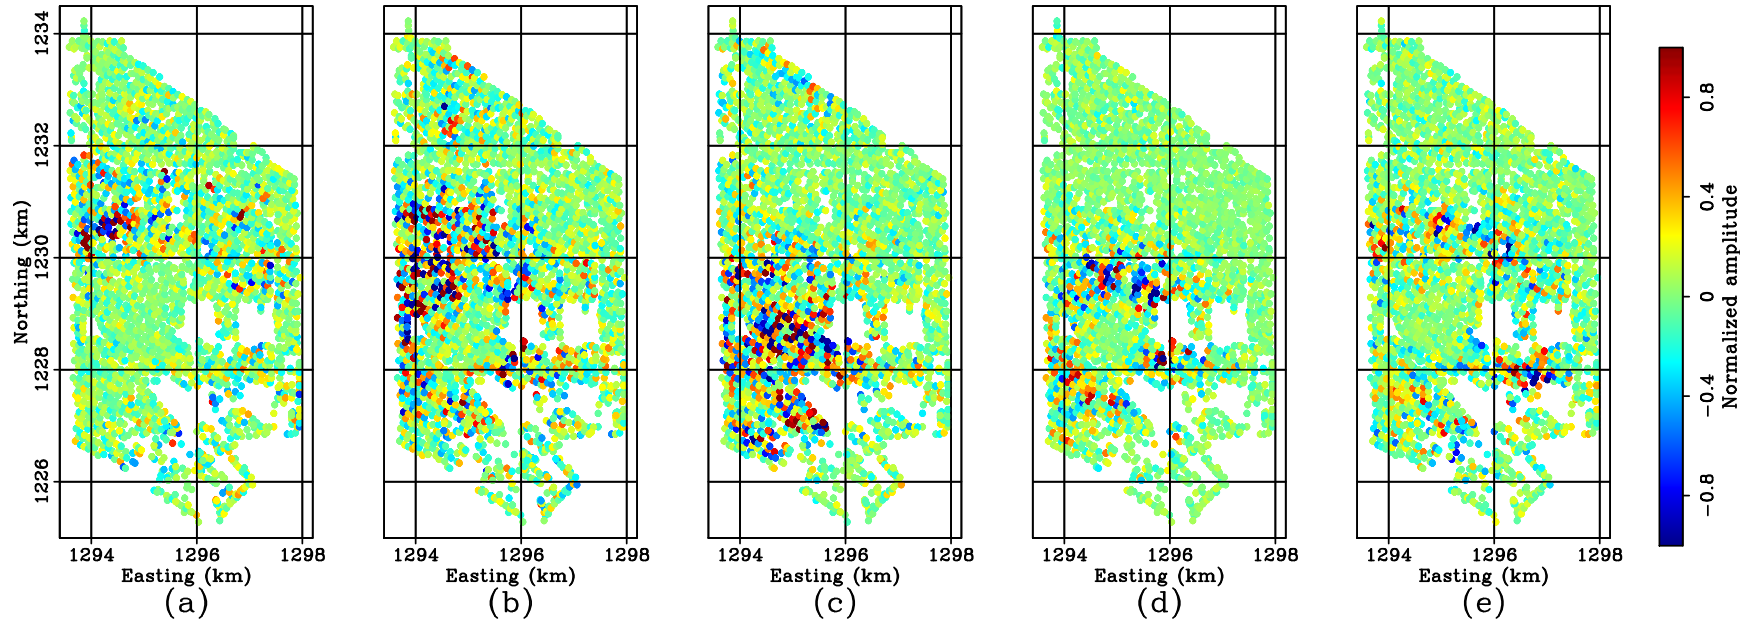 1234
1232
1230
1228
1226
Northing (km)
1294 1296 1298
Easting (km)
(a)
1294 1296 1298
Easting (km)
(b)
1294 1296 1298
Easting (km)
(c)
1294 1296 1298
Easting (km)
(d)
1294 1296 1298
Easting (km)
(e)
0.8
0.4
0
−0.4
−0.8
Normalized amplitude